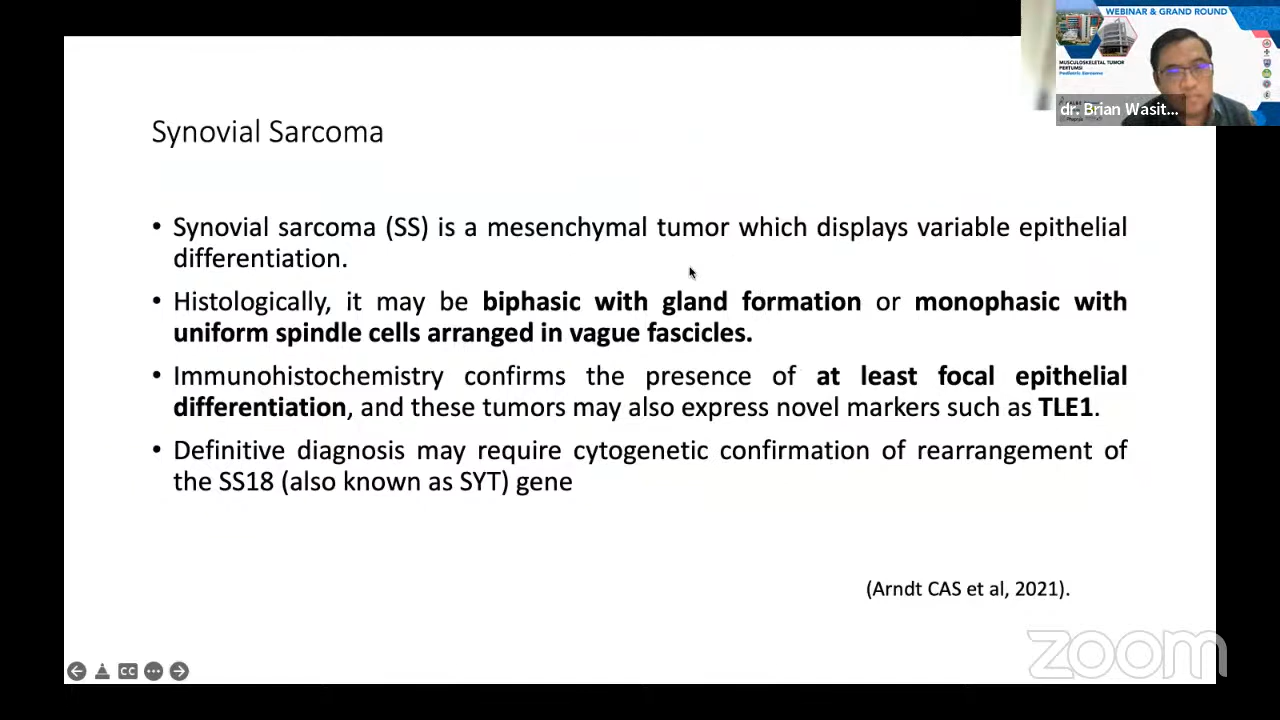 WEBINAR & GRAND ROUND
MUSCULOSKELETAL TUMOR
PERTUMSI
Pediatric Sarcoma
dr. Brian Wasit...
Synovial Sarcoma
• Synovial sarcoma (SS) is a mesenchymal tumor which displays variable epithelial
differentiation.
• Histologically, it may be biphasic with gland formation or monophasic with
uniform spindle cells arranged in vague fascicles.
• Immunohistochemistry confirms the presence of at least focal epithelial
differentiation, and these tumors may also express novel markers such as TLE1.
• Definitive diagnosis may require cytogenetic confirmation of rearrangement of
the SS18 (also known as SYT) gene
(Arndt CAS et al, 2021).
CC
zoom